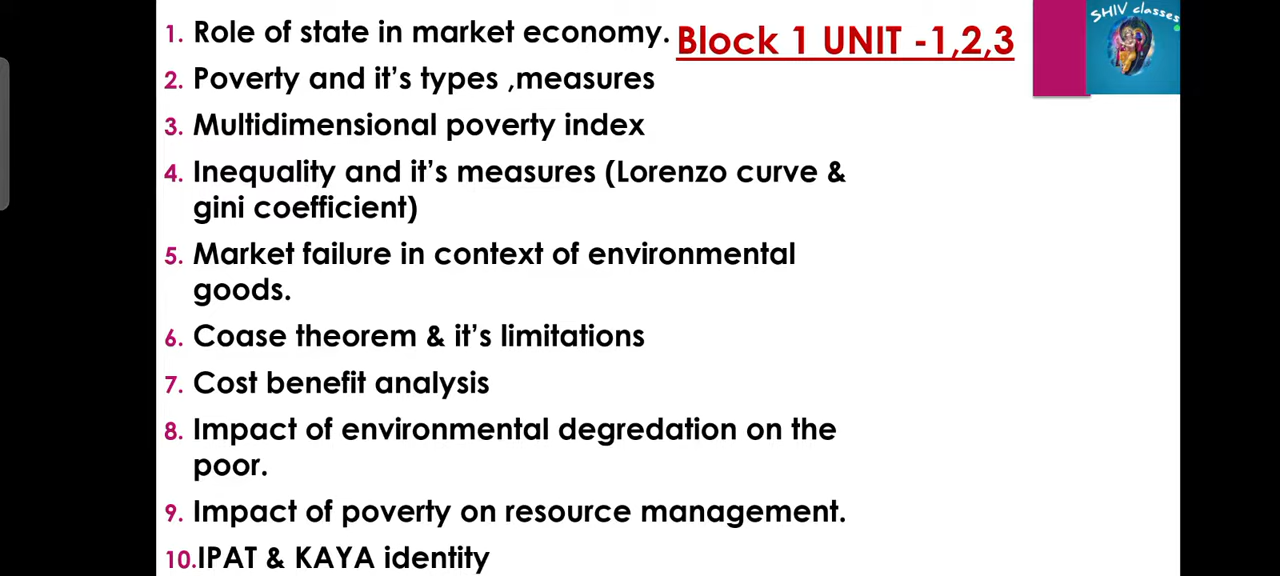 1. Role of state in market economy.
Block 1 UNIT -1,2,3
SHIV classes
2. Poverty and it's types ,measures
3. Multidimensional poverty index
4. Inequality and it's measures (Lorenzo curve &
gini coefficient)
5. Market failure in context of environmental
goods.
6. Coase theorem & it's limitations
7. Cost benefit analysis
8. Impact of environmental degredation on the
poor.
9. Impact of poverty on resource management.
10.IPAT & KAYA identity